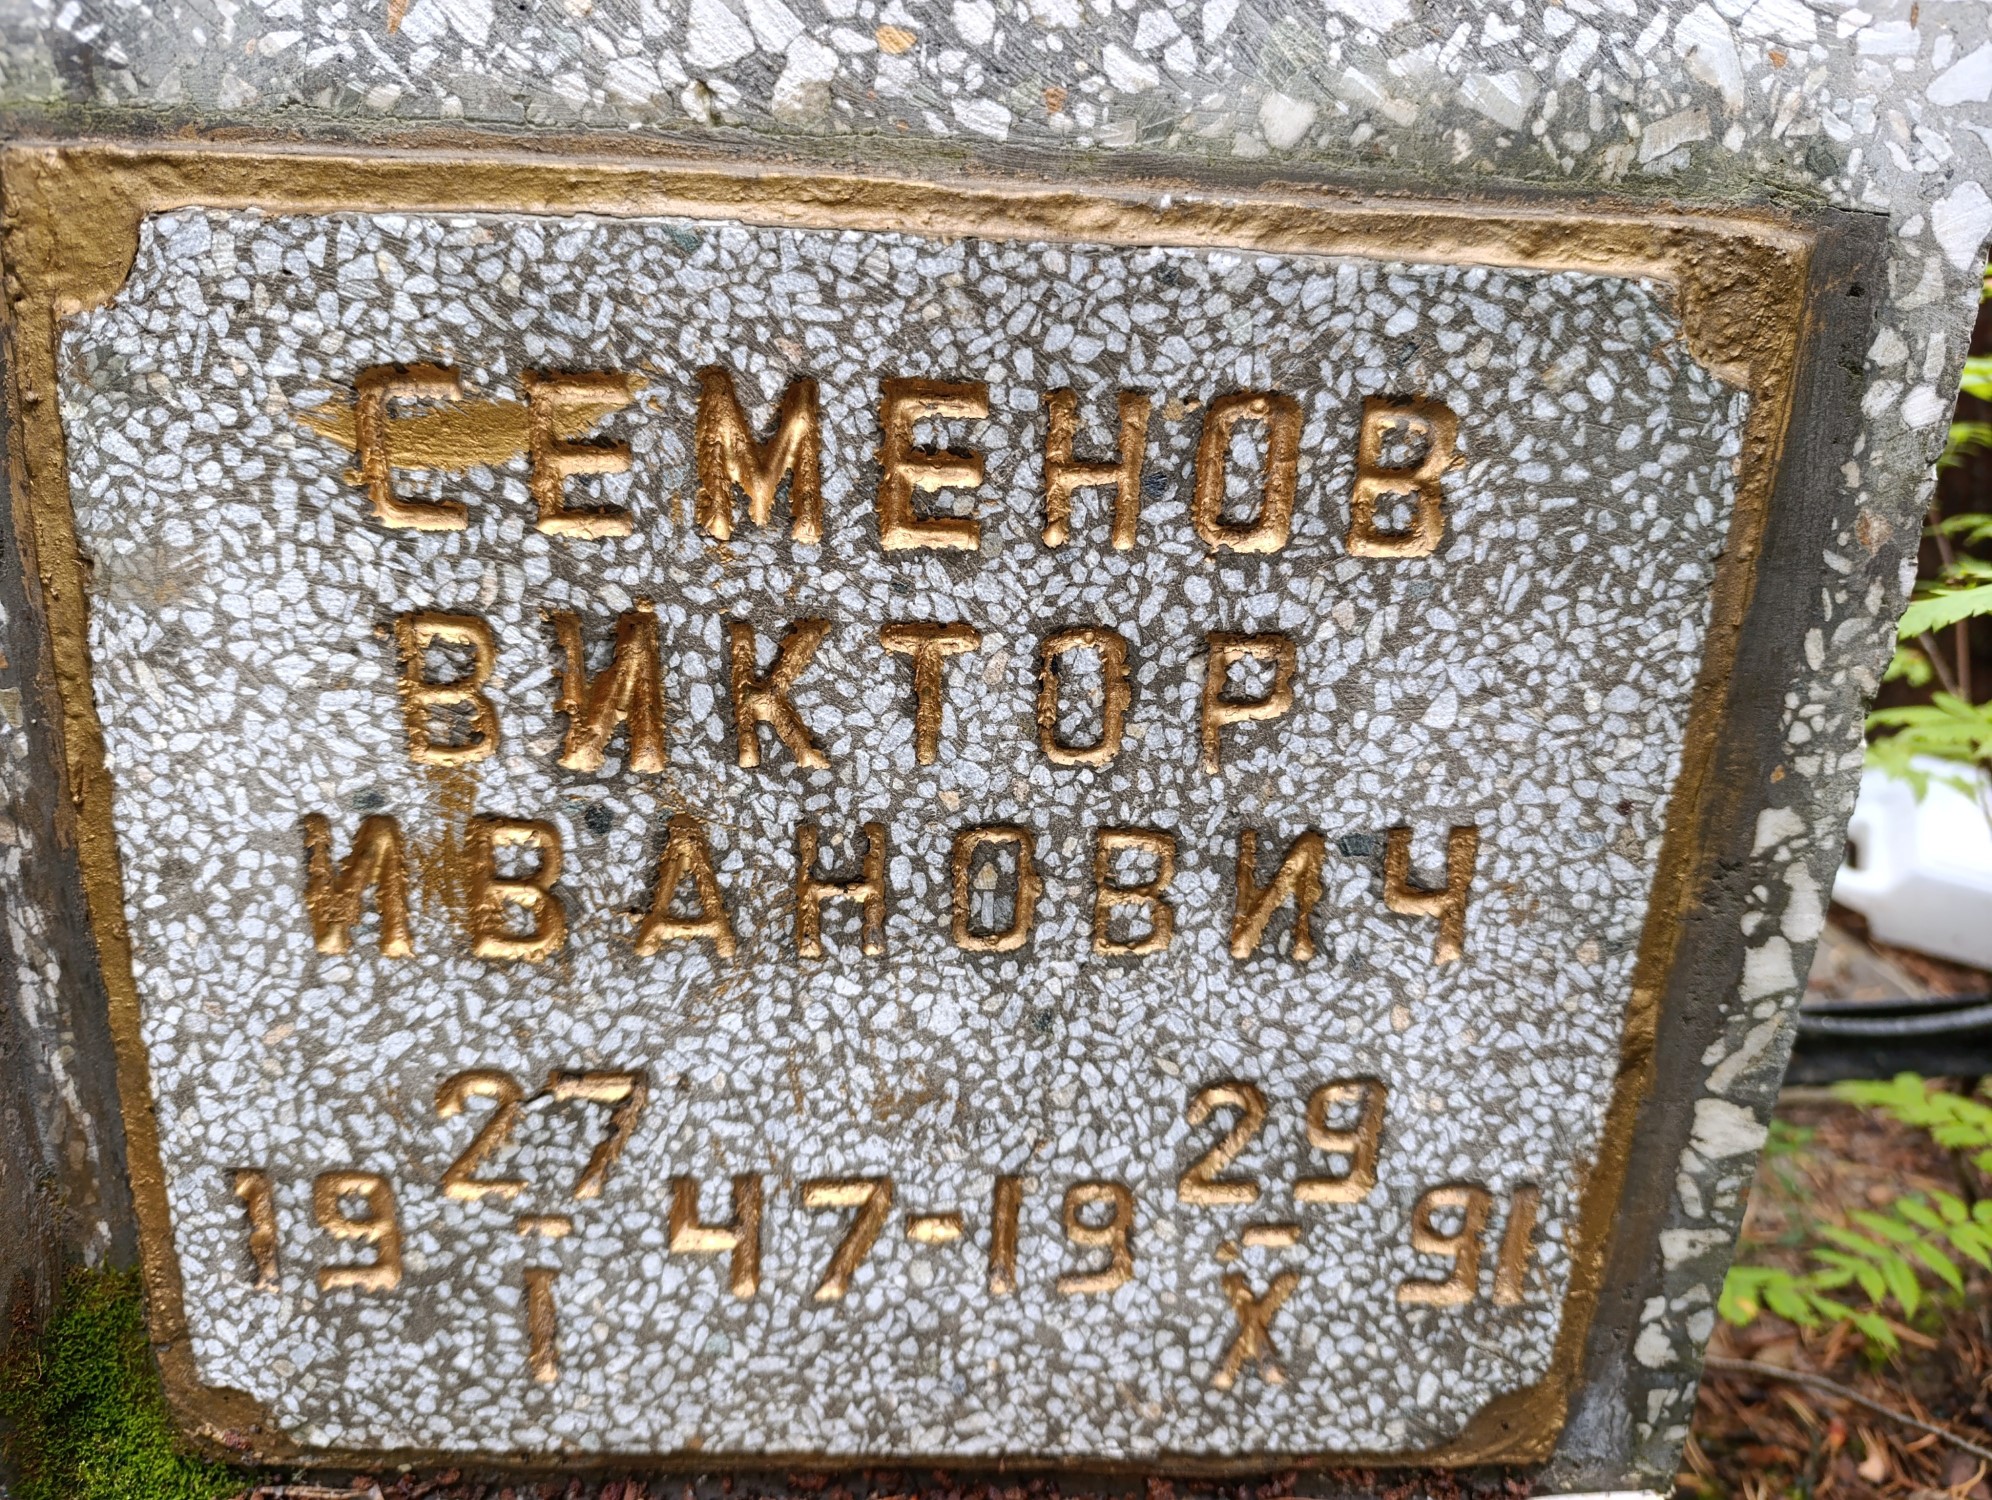 СЕМЕНОВ
ВИКТОР
ИВАНОВИЧ
19 27/I 47-19 29/X 91